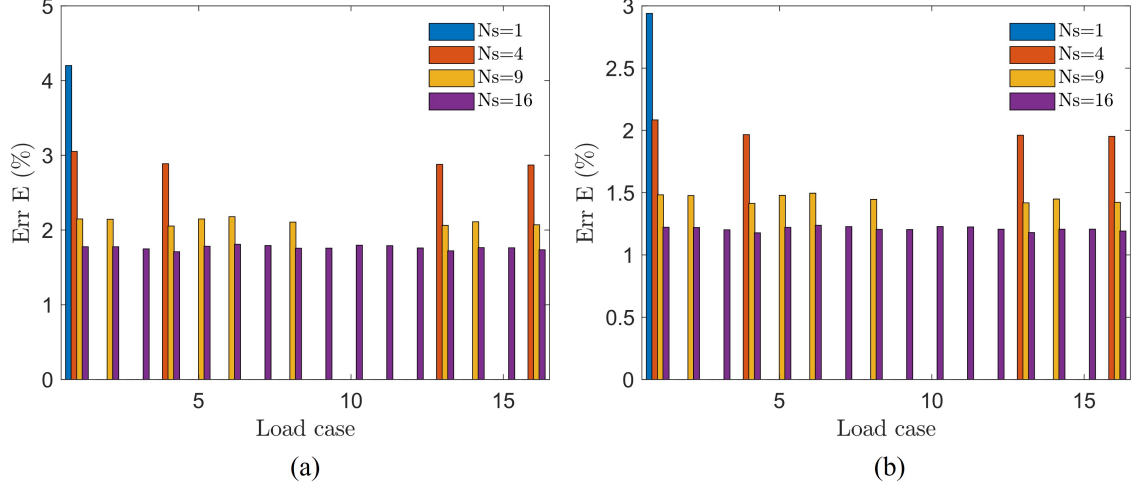 5
4
3
2
1
0
Err E (%)
Ns=1
Ns=4
Ns=9
Ns=16
5
10
15
Load case
(a)
3
2.5
2
1.5
1
0.5
0
Err E (%)
Ns=1
Ns=4
Ns=9
Ns=16
5
10
15
Load case
(b)